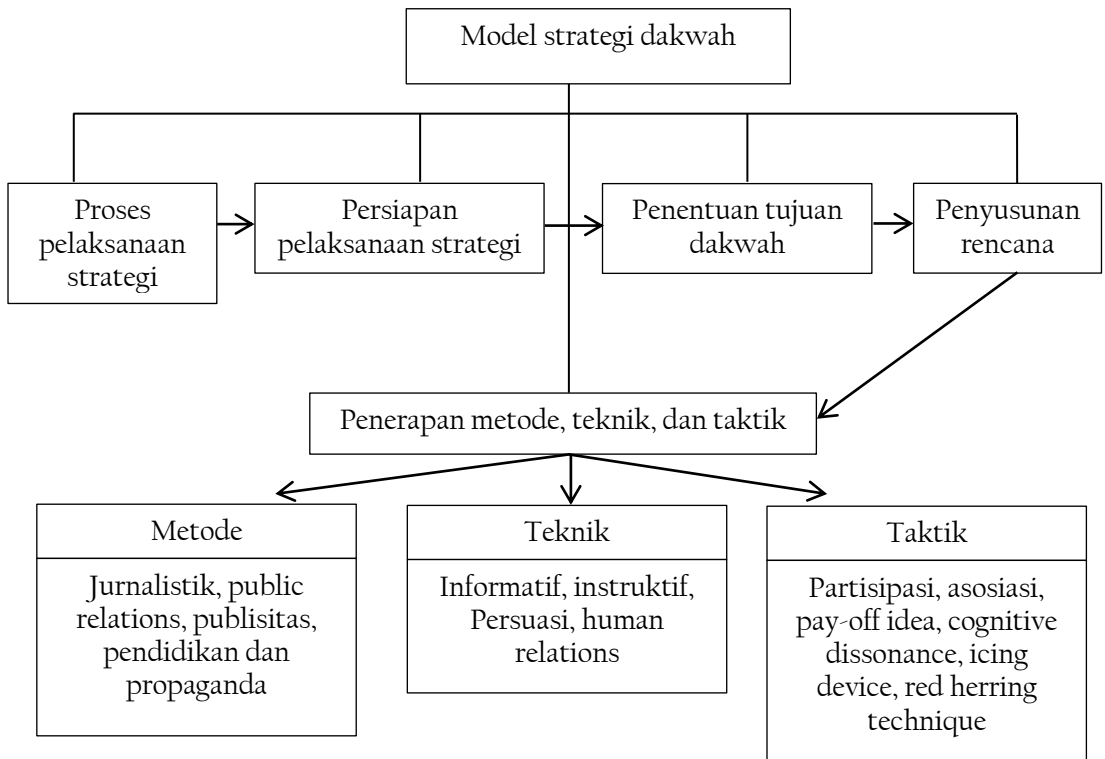 Model strategi dakwah
Proses
pelaksanaan
strategi
Persiapan
pelaksanaan strategi
Penentuan tujuan
dakwah
Penyusunan
rencana
Penerapan metode, teknik, dan taktik
Metode
Jurnalistik, public
relations, publisitas,
pendidikan dan
propaganda
Teknik
Informatif, instruktif,
Persuasi, human
relations
Taktik
Partisipasi, asosiasi,
pay-off idea, cognitive
dissonance, icing
device, red herring
technique